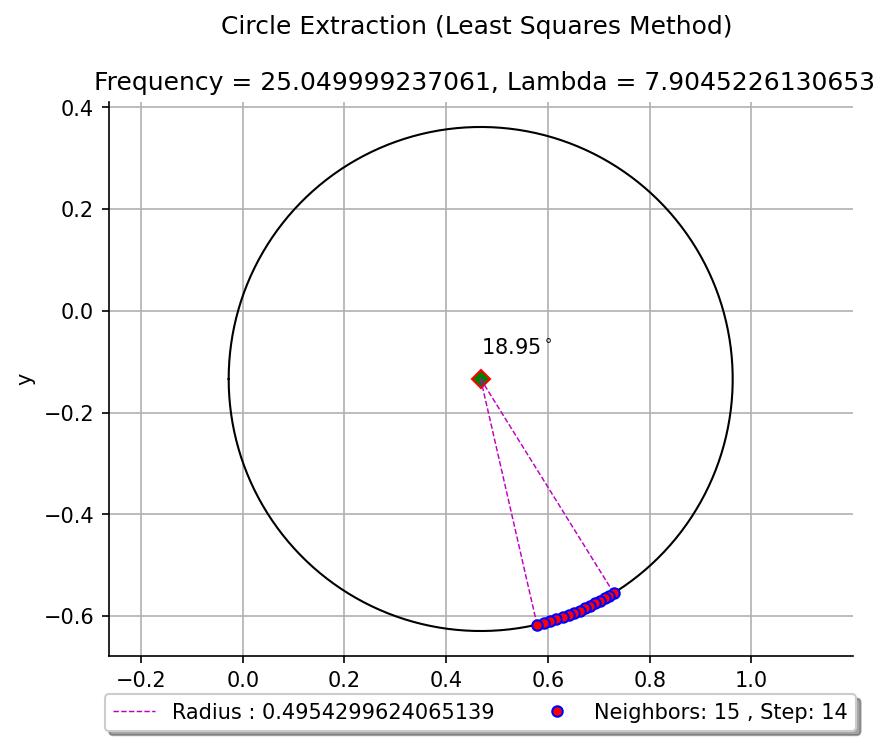 Circle Extraction (Least Squares Method)
Frequency = 25.049999237061, Lambda = 7.9045226130653
0.4
0.2
0.0
−0.2
−0.4
−0.6
y
18.95°
−0.2 0.0 0.2 0.4 0.6 0.8 1.0
Radius : 0.4954299624065139 Neighbors: 15 , Step: 14